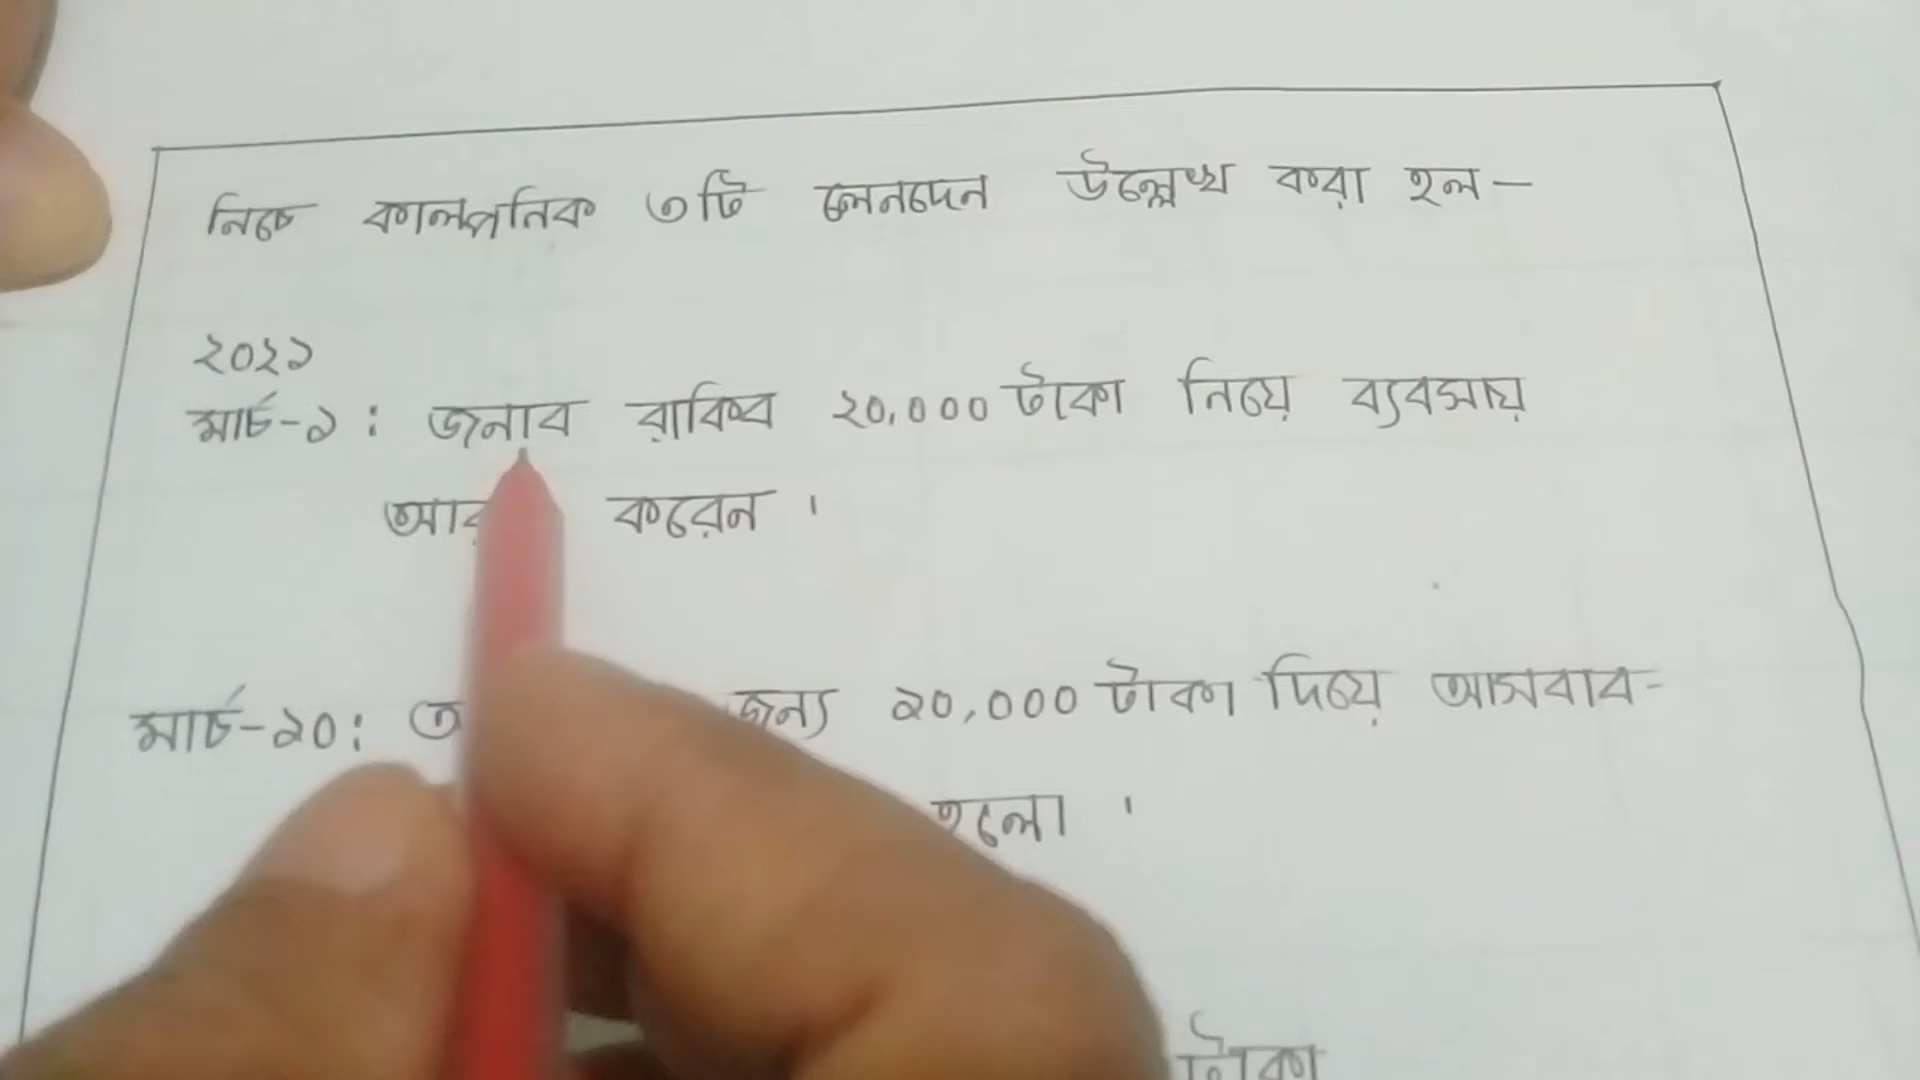 নিচে কাল্পনিক ৩টি লেনদেন উল্লেখ করা হল —
২০২১
মার্চ-১: জনাব রাকিব ২০,০০০ টাকা নিয়ে ব্যবসায়
করেন।
মার্চ-১০: জন্য ১০,০০০ টাকা দিয়ে আসবাব-
হলো।
টাকা